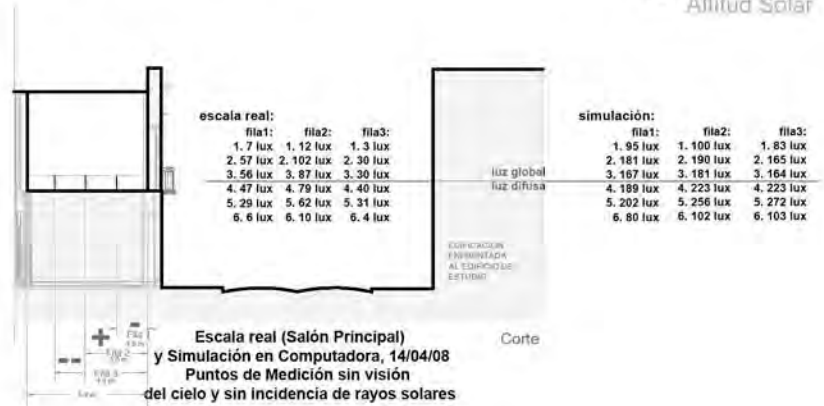 Altitud Solar
escala real:
fila1: fila2: fila3:
1. 7 lux 1. 12 lux 1. 3 lux
2. 57 lux 2. 102 lux 2. 30 lux
3. 56 lux 3. 87 lux 3. 30 lux
4. 47 lux 4. 79 lux 4. 40 lux
5. 29 lux 5. 62 lux 5. 31 lux
6. 6 lux 6. 10 lux 6. 4 lux
luz global
luz difusa
simulación:
fila1: fila2: fila3:
1. 95 lux 1. 100 lux 1. 83 lux
2. 181 lux 2. 190 lux 2. 165 lux
3. 167 lux 3. 181 lux 3. 164 lux
4. 189 lux 4. 223 lux 4. 223 lux
5. 202 lux 5. 256 lux 5. 272 lux
6. 80 lux 6. 102 lux 6. 103 lux
EDIFICACION
ENFRENTADA
AL EDIFICIO DE
ESTUDIO
Fila 2
Fila 3
Corte
Escala real (Salón Principal)
y Simulación en Computadora, 14/04/08
Puntos de Medición sin visión
del cielo y sin incidencia de rayos solares